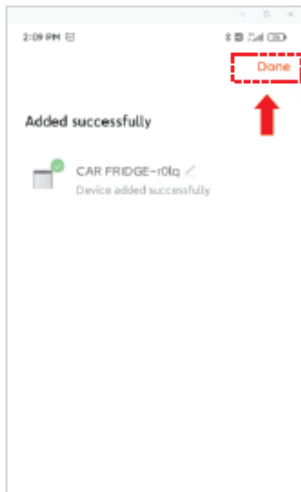 2:09 PM
Done
Added successfully
CAR FRIDGE-r0lq
Device added successfully